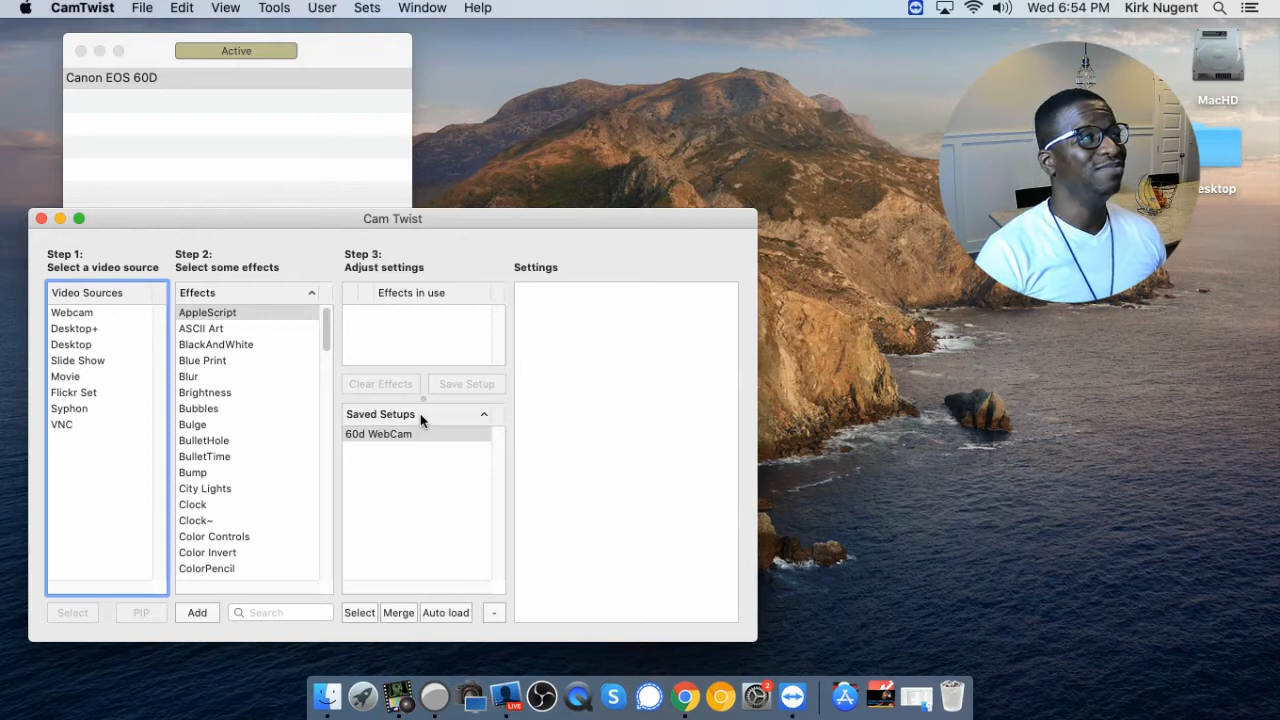 CamTwist File Edit View Tools User Sets Window Help Wed 6:54 PM Kirk Nugent
Active
Canon EOS 60D
MacHD
esktop
Cam Twist
Step 1:
Select a video source
Step 2:
Select some effects
Step 3:
Adjust settings
Settings
Video Sources
Webcam
Desktop+
Desktop
Slide Show
Movie
Flickr Set
Syphon
VNC
Effects
AppleScript
ASCII Art
BlackAndWhite
Blue Print
Blur
Brightness
Bubbles
Bulge
BulletHole
BulletTime
Bump
City Lights
Clock
Clock~
Color Controls
Color Invert
ColorPencil
Effects in use
Clear Effects Save Setup
Saved Setups
60d WebCam
Select PIP Add Search Select Merge Auto load -
LIVE
2